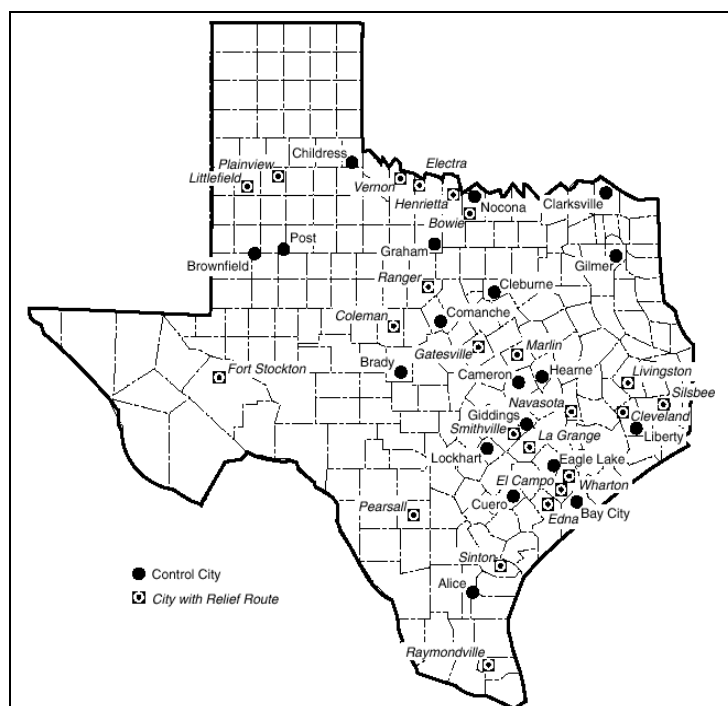 Childress
Electra
Plainview
Littlefield
Vernon
Henrietta
Nocona
Clarksville
Bowie
Post
Graham
Brownfield
Gilmer
Ranger
Cleburne
Coleman
Comanche
Gatesville
Marlin
Fort Stockton
Brady
Cameron
Hearne
Livingston
Silsbee
Navasota
Giddings
Cleveland
Smithville
La Grange
Liberty
Lockhart
Eagle Lake
El Campo
Wharton
Cuero
Bay City
Pearsall
Edna
Sinton
Control City
Alice
City with Relief Route
Raymondville